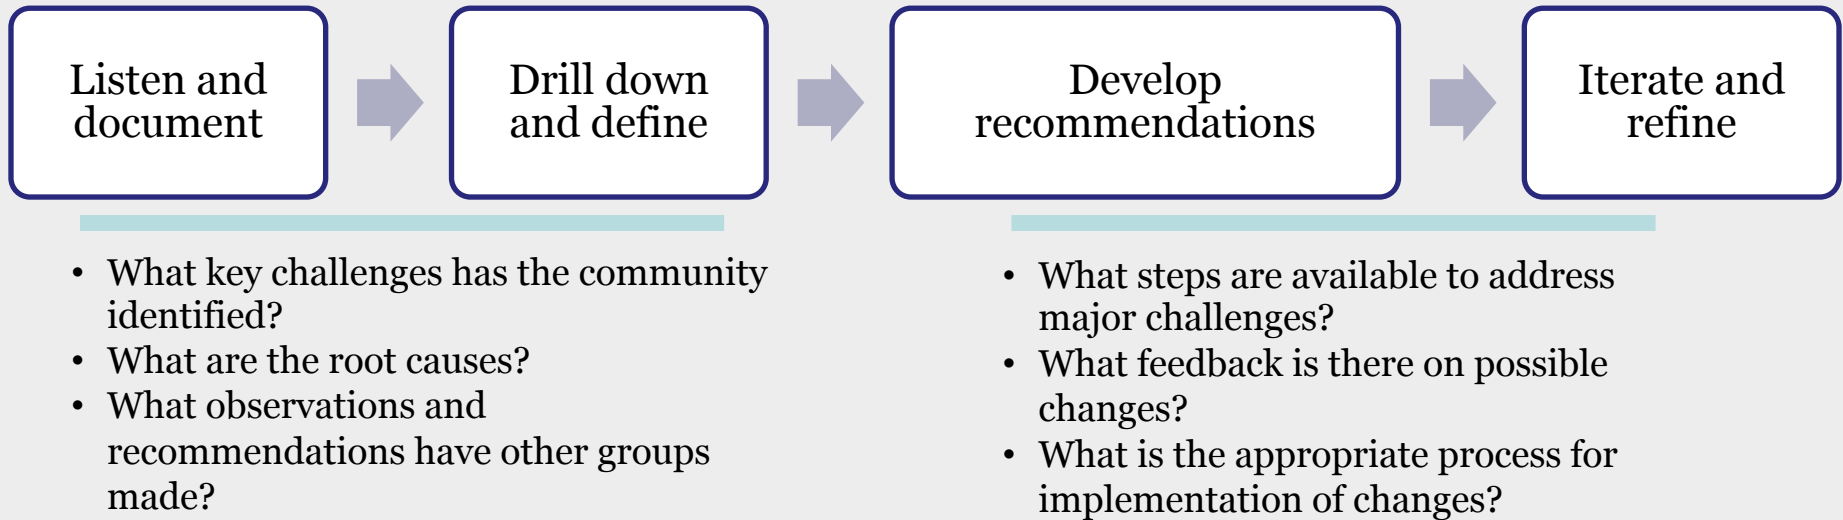 Listen and
document
Drill down
and define
Develop
recommendations
Iterate and
refine
• What key challenges has the community
identified?
• What are the root causes?
• What observations and
recommendations have other groups
made?
• What steps are available to address
major challenges?
• What feedback is there on possible
changes?
• What is the appropriate process for
implementation of changes?